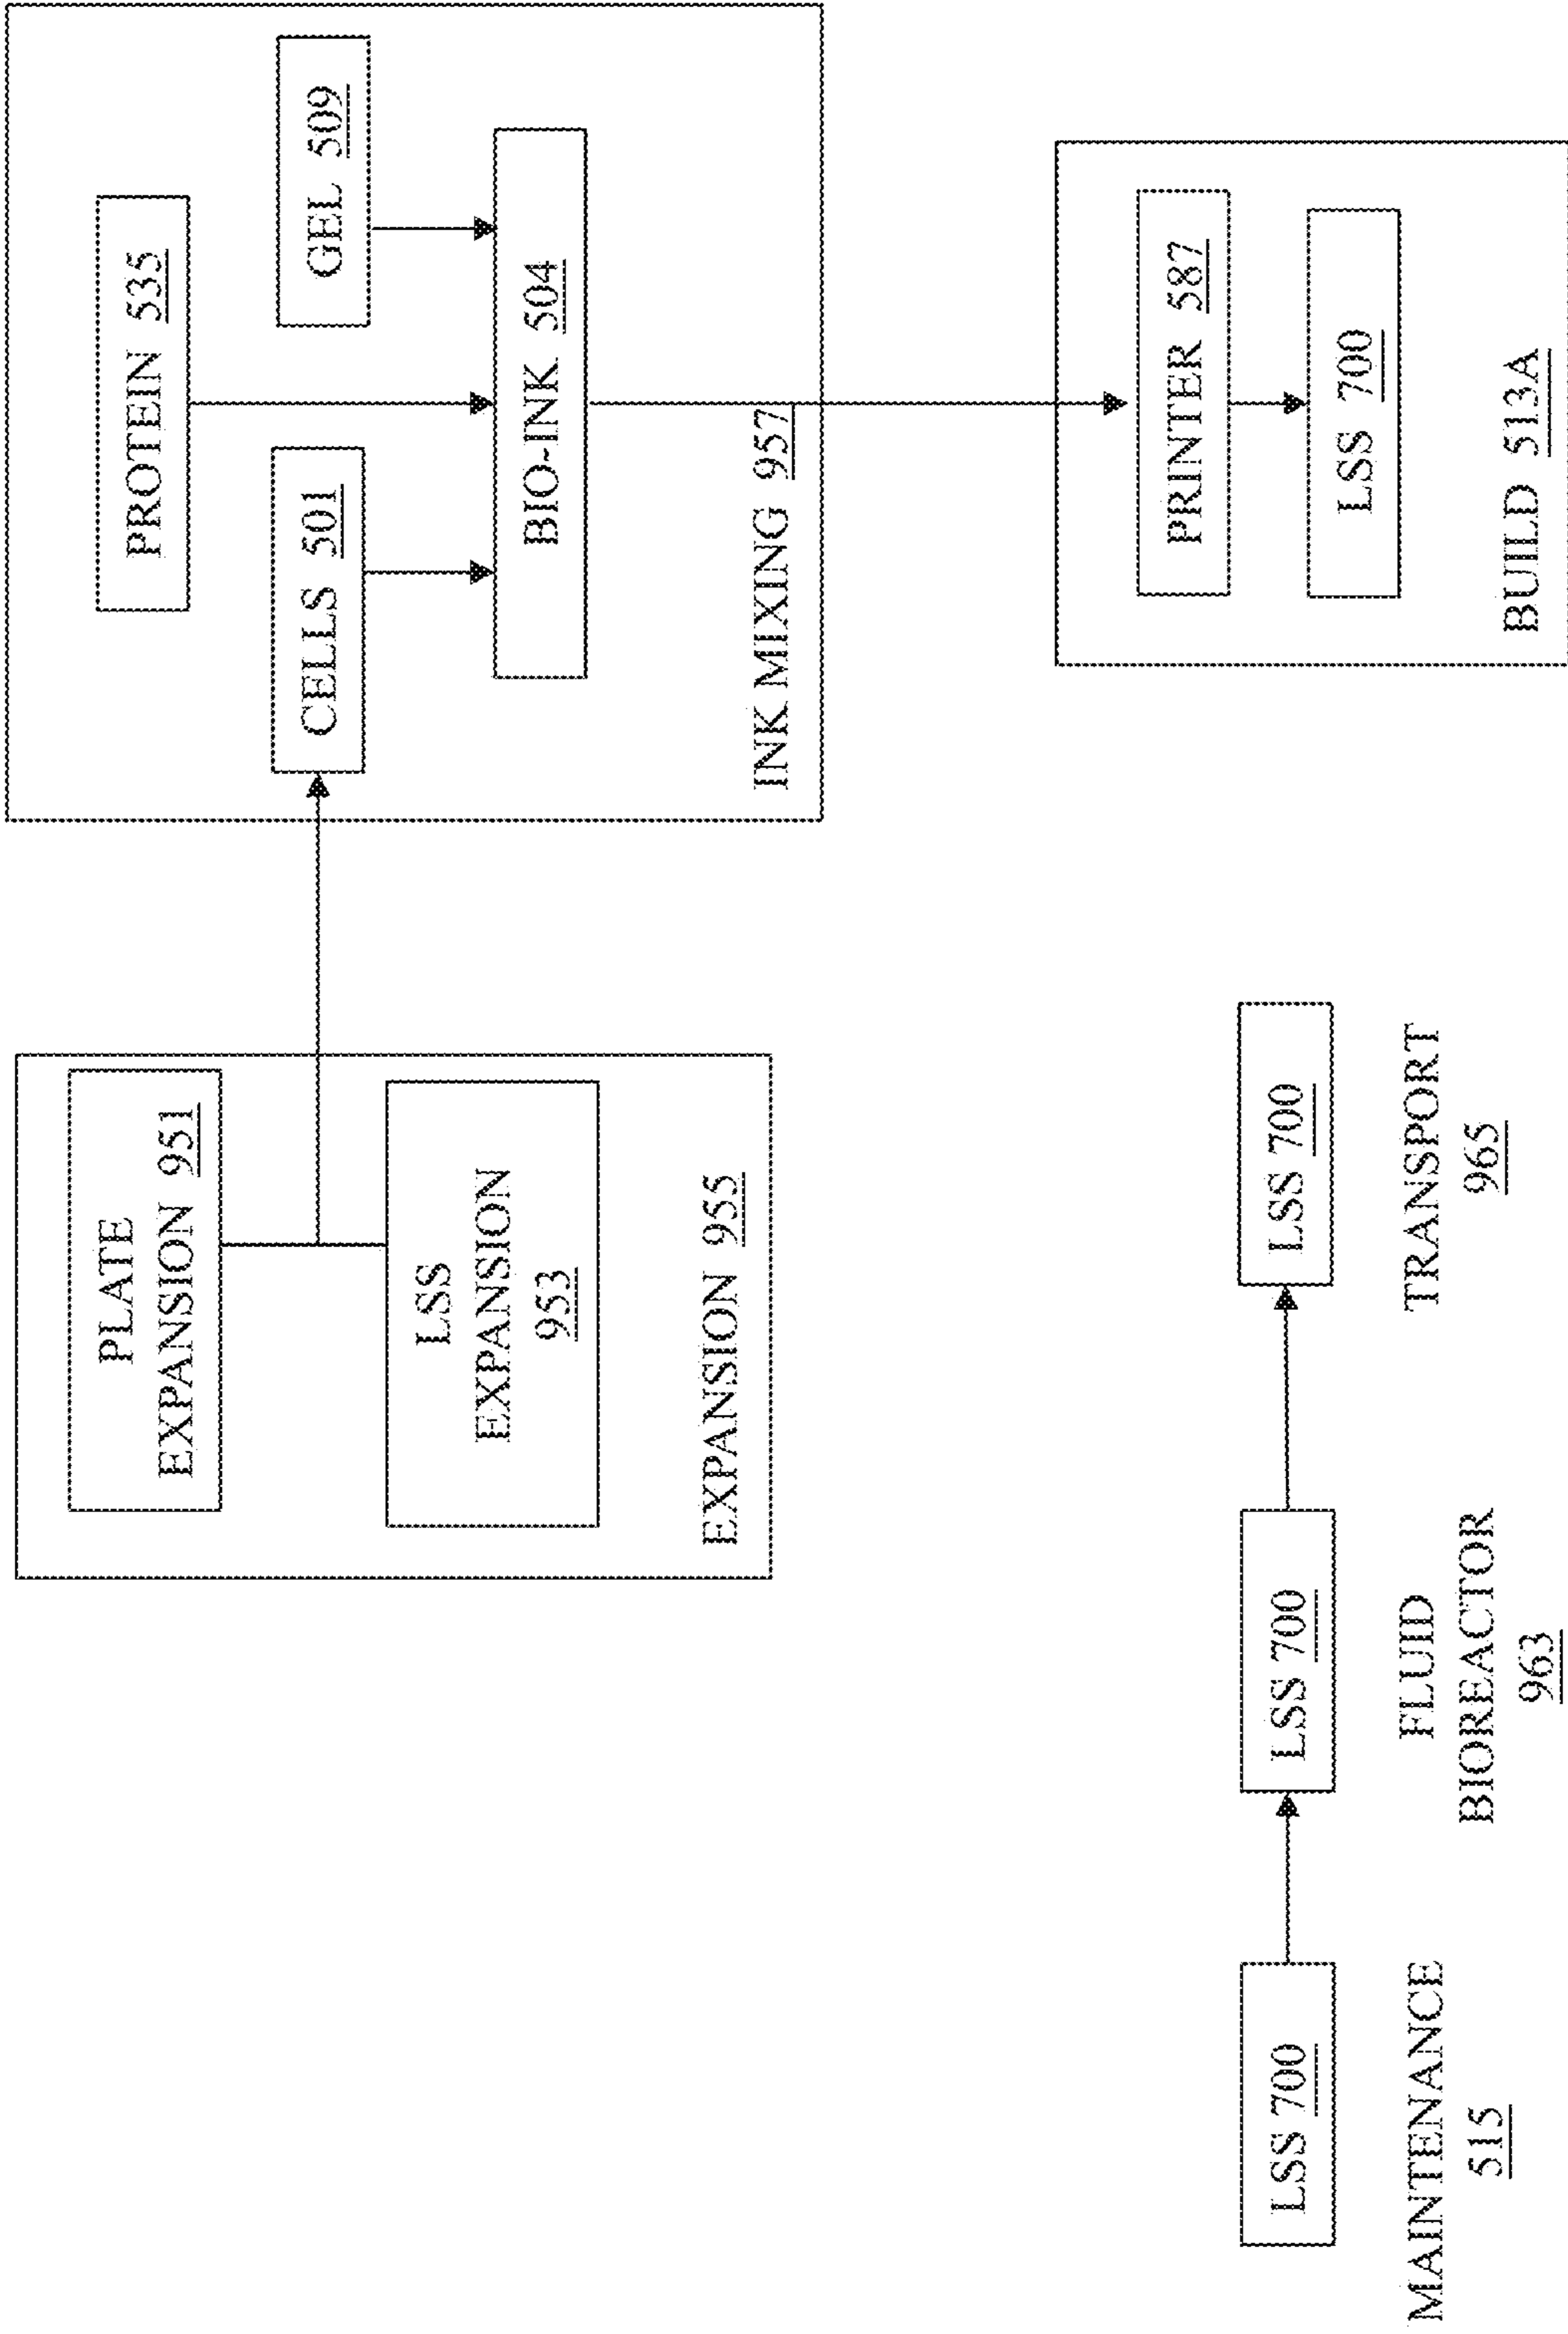 PLATE
EXPANSION 951
LSS
EXPANSION
953
EXPANSION 955
PROTEIN 535
CELLS 501
GEL 509
BIO-INK 504
INK MIXING 957
PRINTER 587
LSS 700
BUILD 513A
LSS 700
MAINTENANCE
515
LSS 700
FLUID
BIOREACTOR
963
LSS 700
TRANSPORT
965